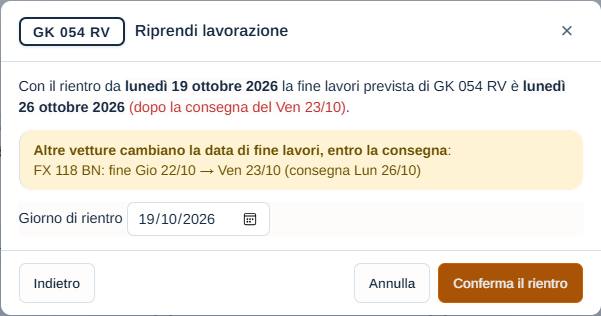 GK 054 RV Riprendi lavorazione ×
Con il rientro da lunedì 19 ottobre 2026 la fine lavori prevista di GK 054 RV è lunedì
26 ottobre 2026 (dopo la consegna del Ven 23/10).
Altre vetture cambiano la data di fine lavori, entro la consegna:
FX 118 BN: fine Gio 22/10 → Ven 23/10 (consegna Lun 26/10)
Giorno di rientro 19/10/2026
Indietro Annulla Conferma il rientro